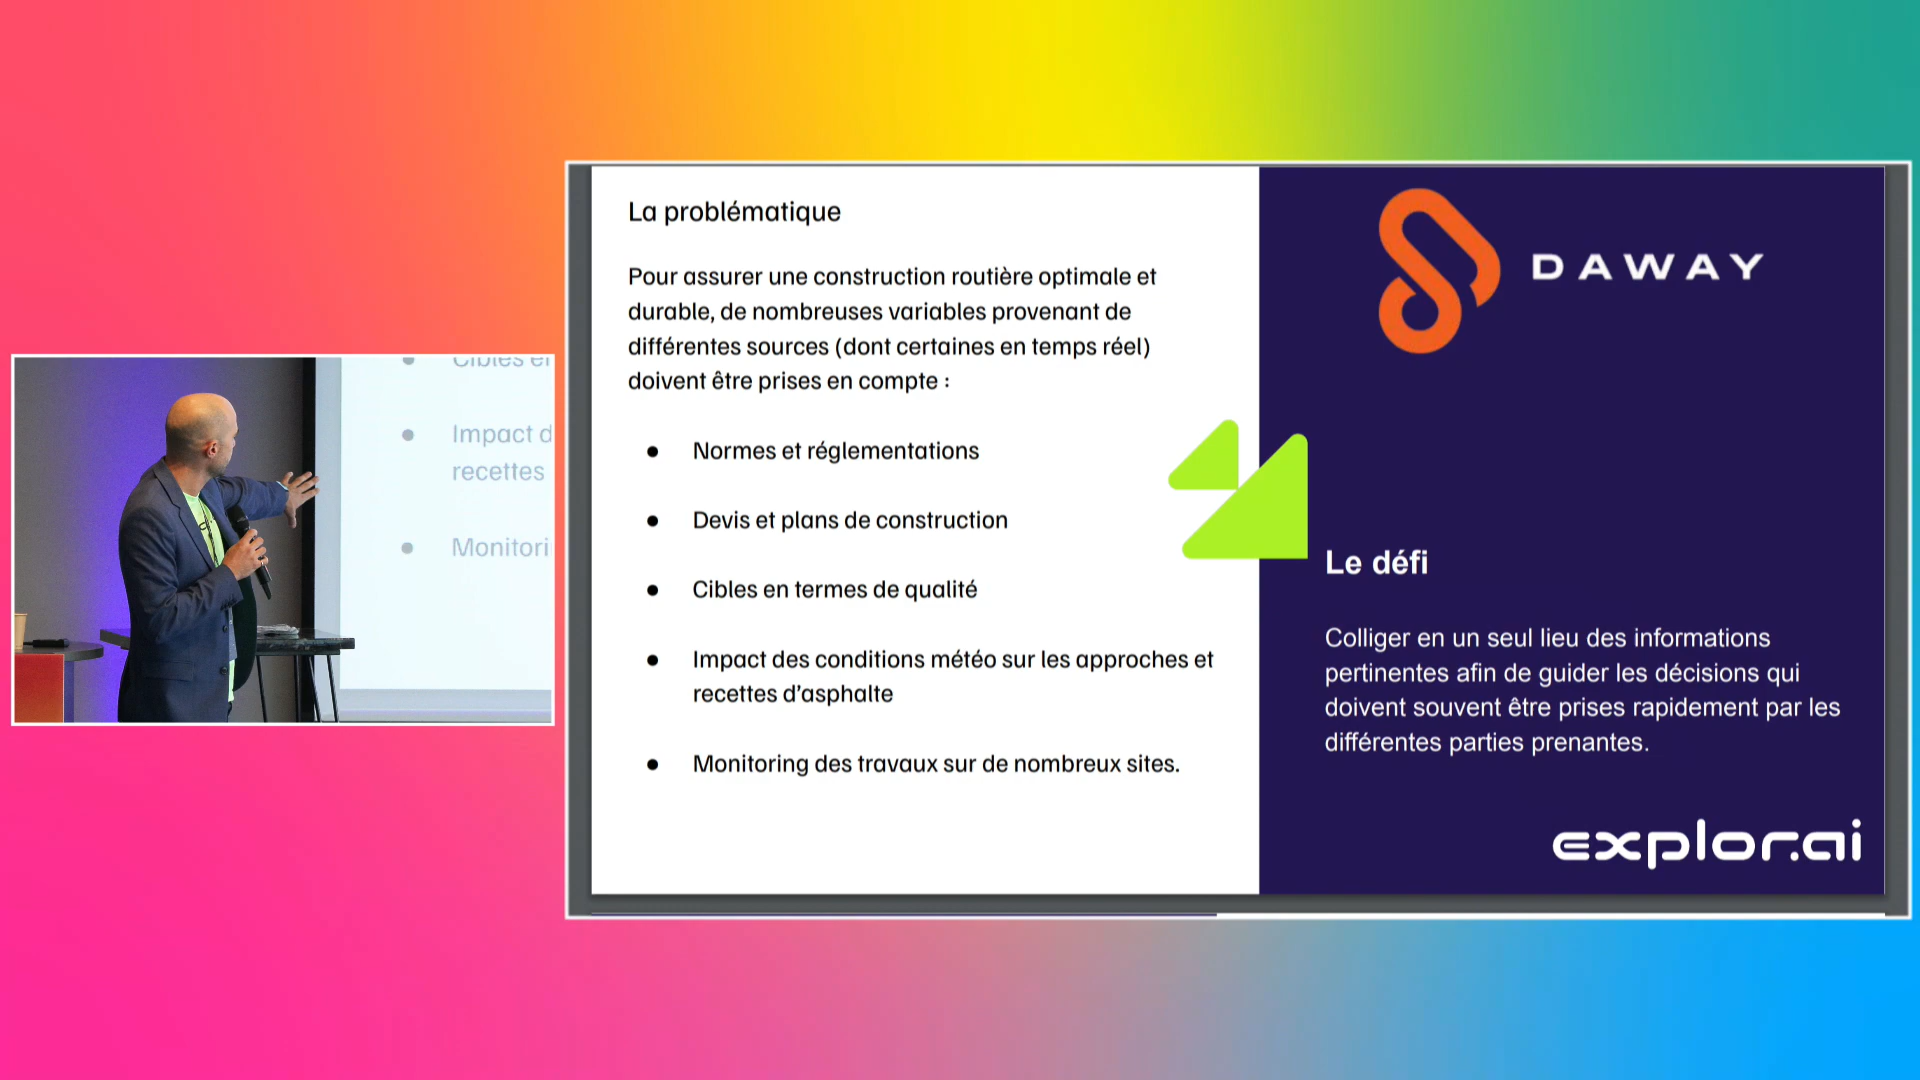 Cibles en
Impact d
recettes
Monitori
La problématique
Pour assurer une construction routière optimale et
durable, de nombreuses variables provenant de
différentes sources (dont certaines en temps réel)
doivent être prises en compte :
● Normes et réglementations
● Devis et plans de construction
● Cibles en termes de qualité
● Impact des conditions météo sur les approches et
recettes d’asphalte
● Monitoring des travaux sur de nombreux sites.
DAWAY
Le défi
Colliger en un seul lieu des informations
pertinentes afin de guider les décisions qui
doivent souvent être prises rapidement par les
différentes parties prenantes.
explor.ai